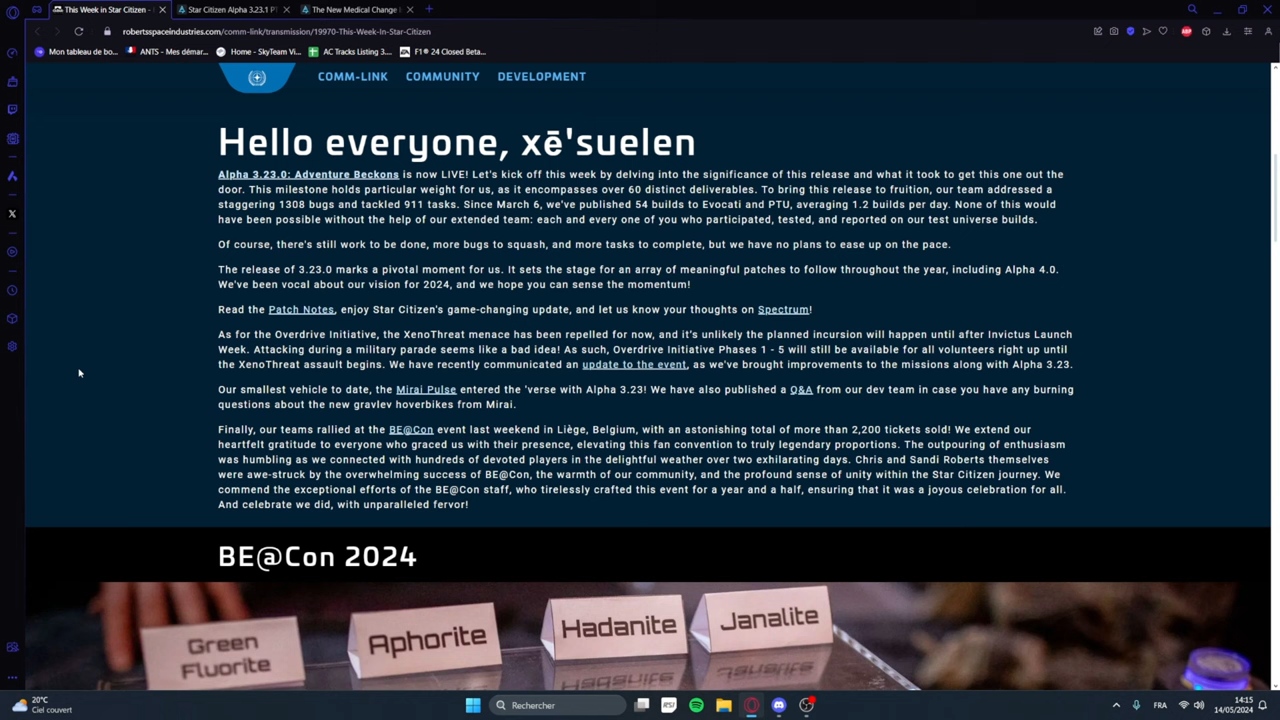 This Week in Star Citizen -
Star Citizen Alpha 3.23.1 PT
The New Medical Change
robertsspaceindustries.com/comm-link/transmission/19970-This-Week-In-Star-Citizen
Mon tableau de bo... ANTS - Mes démar... Home - SkyTeam Vi... AC Tracks Listing 3.... F1® 24 Closed Beta...
COMM-LINK COMMUNITY DEVELOPMENT
Hello everyone, xē'suelen
Alpha 3.23.0: Adventure Beckons is now LIVE! Let's kick off this week by delving into the significance of this release and what it took to get this one out the
door. This milestone holds particular weight for us, as it encompasses over 60 distinct deliverables. To bring this release to fruition, our team addressed a
staggering 1308 bugs and tackled 911 tasks. Since March 6, we've published 54 builds to Evocati and PTU, averaging 1.2 builds per day. None of this would
have been possible without the help of our extended team: each and every one of you who participated, tested, and reported on our test universe builds.
Of course, there's still work to be done, more bugs to squash, and more tasks to complete, but we have no plans to ease up on the pace.
The release of 3.23.0 marks a pivotal moment for us. It sets the stage for an array of meaningful patches to follow throughout the year, including Alpha 4.0.
We've been vocal about our vision for 2024, and we hope you can sense the momentum!
Read the Patch Notes, enjoy Star Citizen's game-changing update, and let us know your thoughts on Spectrum!
As for the Overdrive Initiative, the XenoThreat menace has been repelled for now, and it's unlikely the planned incursion will happen until after Invictus Launch
Week. Attacking during a military parade seems like a bad idea! As such, Overdrive Initiative Phases 1 - 5 will still be available for all volunteers right up until
the XenoThreat assault begins. We have recently communicated an update to the event, as we've brought improvements to the missions along with Alpha 3.23.
Our smallest vehicle to date, the Mirai Pulse entered the 'verse with Alpha 3.23! We have also published a Q&A from our dev team in case you have any burning
questions about the new gravlev hoverbikes from Mirai.
Finally, our teams rallied at the BE@Con event last weekend in Liège, Belgium, with an astonishing total of more than 2,200 tickets sold! We extend our
heartfelt gratitude to everyone who graced us with their presence, elevating this fan convention to truly legendary proportions. The outpouring of enthusiasm
was humbling as we connected with hundreds of devoted players in the delightful weather over two exhilarating days. Chris and Sandi Roberts themselves
were awe-struck by the overwhelming success of BE@Con, the warmth of our community, and the profound sense of unity within the Star Citizen journey. We
commend the exceptional efforts of the BE@Con staff, who tirelessly crafted this event for a year and a half, ensuring that it was a joyous celebration for all.
And celebrate we did, with unparalleled fervor!
BE@Con 2024
Green
Fluorite
Aphorite
Hadanite
Janalite
20°C
Ciel couvert
Rechercher
RSI
FRA
14:15
14/05/2024